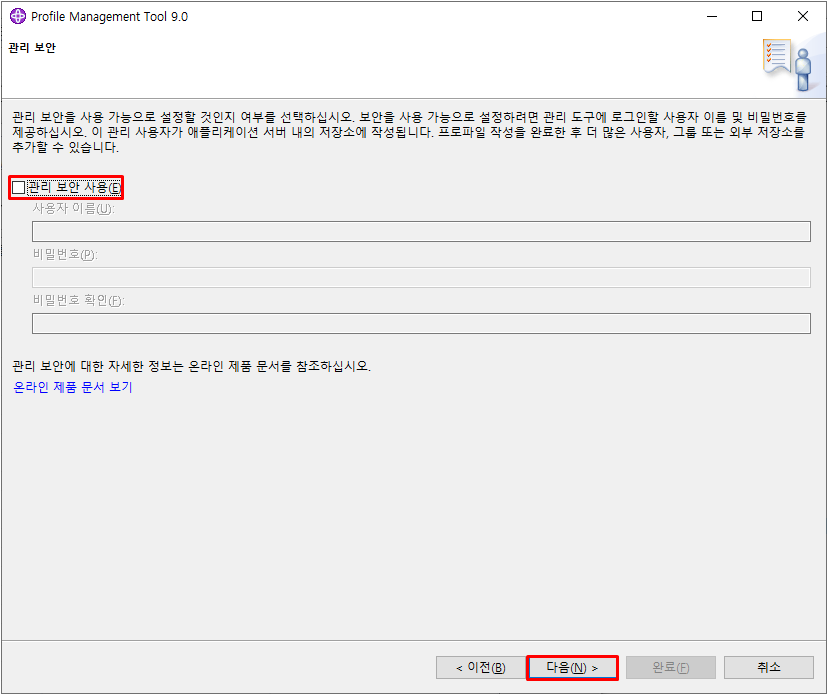 Profile Management Tool 9.0
관리 보안
관리 보안을 사용 가능으로 설정할 것인지 여부를 선택하십시오. 보안을 사용 가능으로 설정하려면 관리 도구에 로그인할 사용자 이름 및 비밀번호를
제공하십시오. 이 관리 사용자가 애플리케이션 서버 내의 저장소에 작성됩니다. 프로파일 작성을 완료한 후 더 많은 사용자, 그룹 또는 외부 저장소를
추가할 수 있습니다.
관리 보안 사용(E)
사용자 이름(U):
비밀번호(P):
비밀번호 확인(F):
관리 보안에 대한 자세한 정보는 온라인 제품 문서를 참조하십시오.
온라인 제품 문서 보기
< 이전(B) 다음(N) > 완료(F) 취소